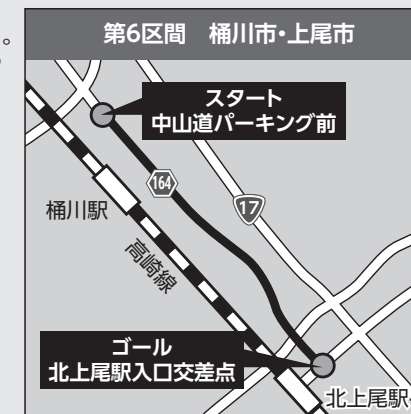 。
第6区間 桶川市・上尾市
スタート
中山道パーキング前
164
17
桶川駅
高崎線
ゴール
北上尾駅入口交差点
北上尾駅